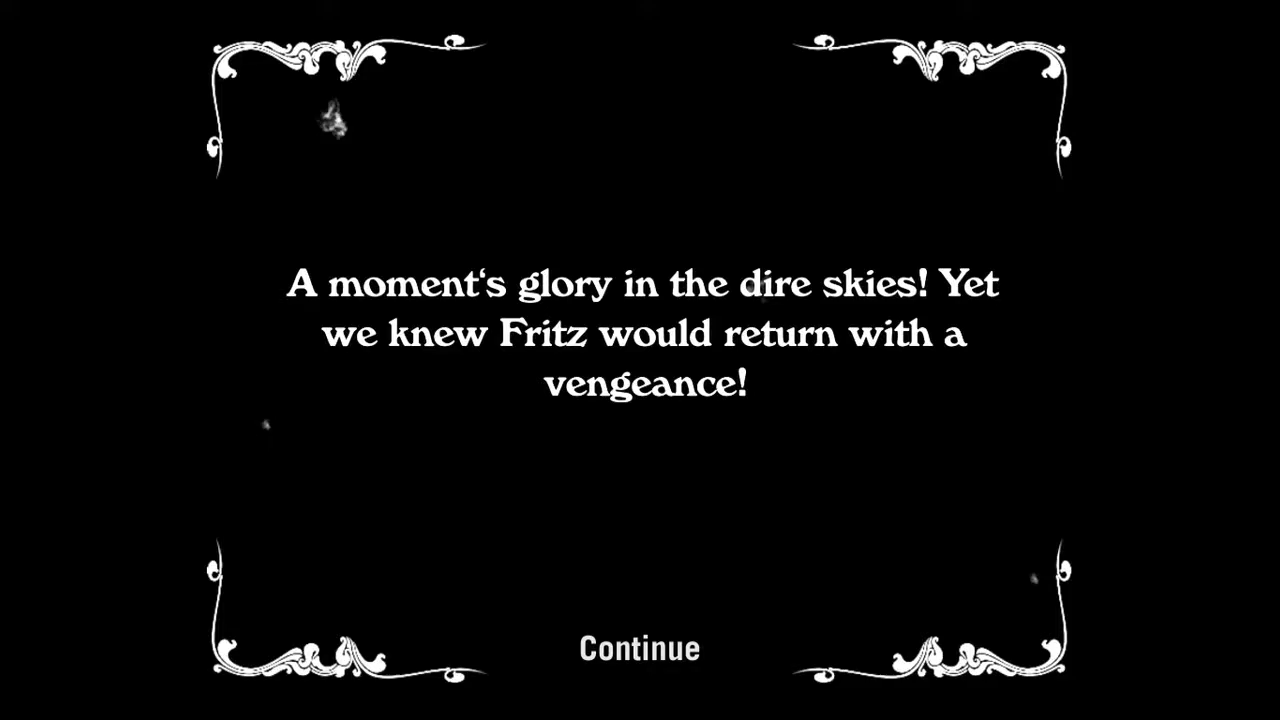 A moment‘s glory in the dire skies! Yet
we knew Fritz would return with a
vengeance!
Continue